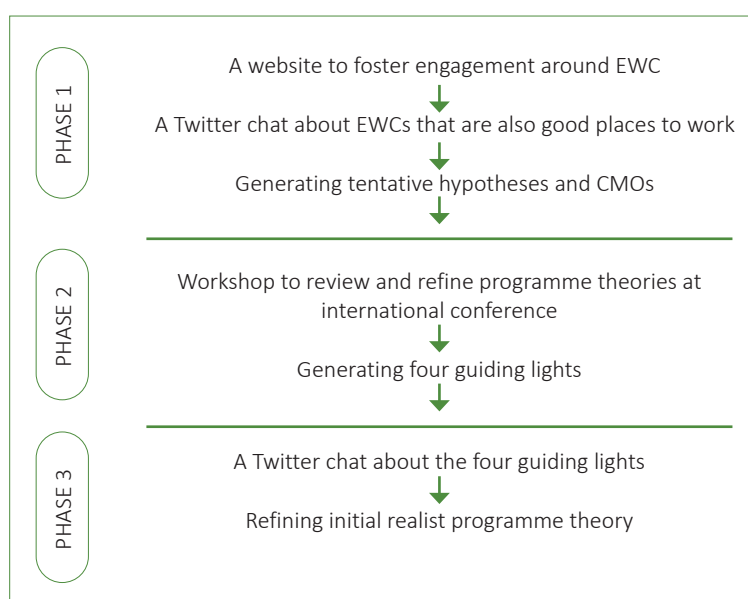 PHASE 1
A website to foster engagement around EWC
A Twitter chat about EWCs that are also good places to work
Generating tentative hypotheses and CMOs
PHASE 2
Workshop to review and refine programme theories at
international conference
Generating four guiding lights
PHASE 3
A Twitter chat about the four guiding lights
Refining initial realist programme theory